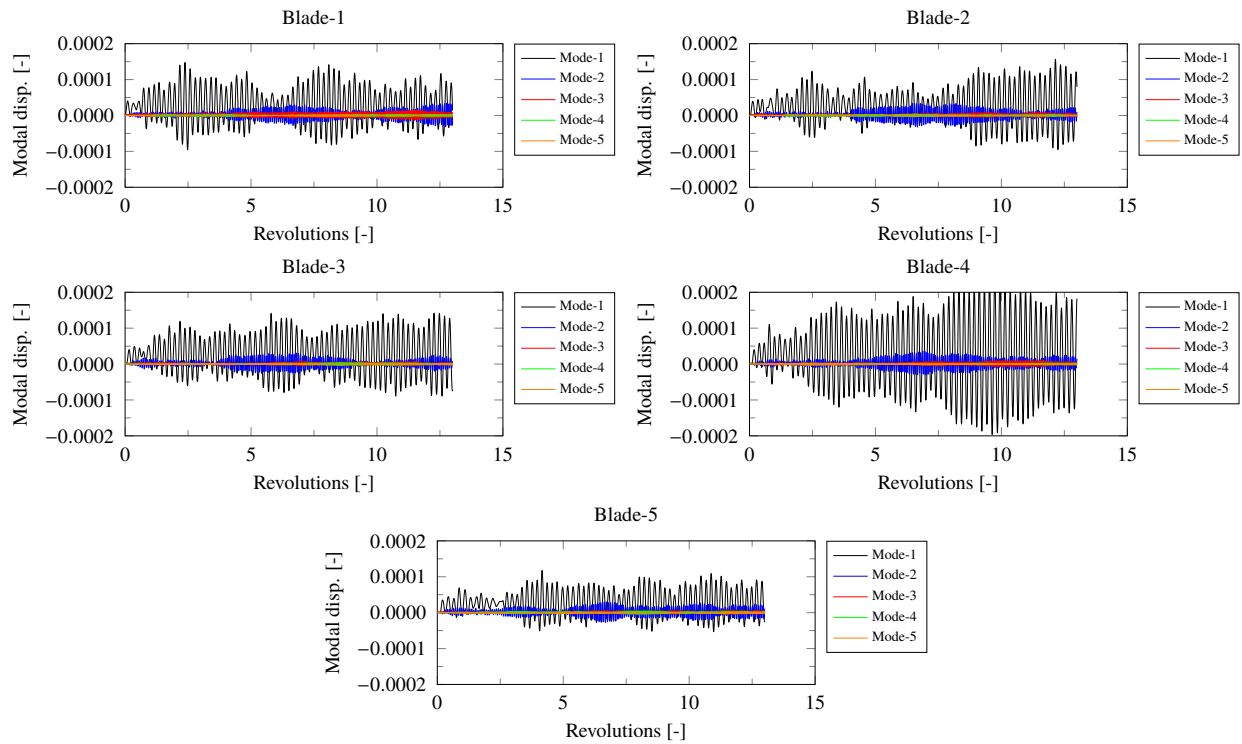 Blade-1
Modal disp. [-]
0.0002
0.0001
0.0000
−0.0001
−0.0002
0
5
10
15
Revolutions [-]
Mode-1
Mode-2
Mode-3
Mode-4
Mode-5
Blade-2
Modal disp. [-]
0.0002
0.0001
0.0000
−0.0001
−0.0002
0
5
10
15
Revolutions [-]
Mode-1
Mode-2
Mode-3
Mode-4
Mode-5
Blade-3
Modal disp. [-]
0.0002
0.0001
0.0000
−0.0001
−0.0002
0
5
10
15
Revolutions [-]
Mode-1
Mode-2
Mode-3
Mode-4
Mode-5
Blade-4
Modal disp. [-]
0.0002
0.0001
0.0000
−0.0001
−0.0002
0
5
10
15
Revolutions [-]
Mode-1
Mode-2
Mode-3
Mode-4
Mode-5
Blade-5
Modal disp. [-]
0.0002
0.0001
0.0000
−0.0001
−0.0002
0
5
10
15
Revolutions [-]
Mode-1
Mode-2
Mode-3
Mode-4
Mode-5